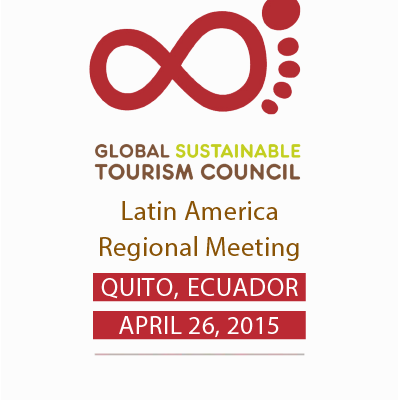 GLOBAL SUSTAINABLE
TOURISM COUNCIL
Latin America
Regional Meeting
QUITO, ECUADOR
APRIL 26, 2015